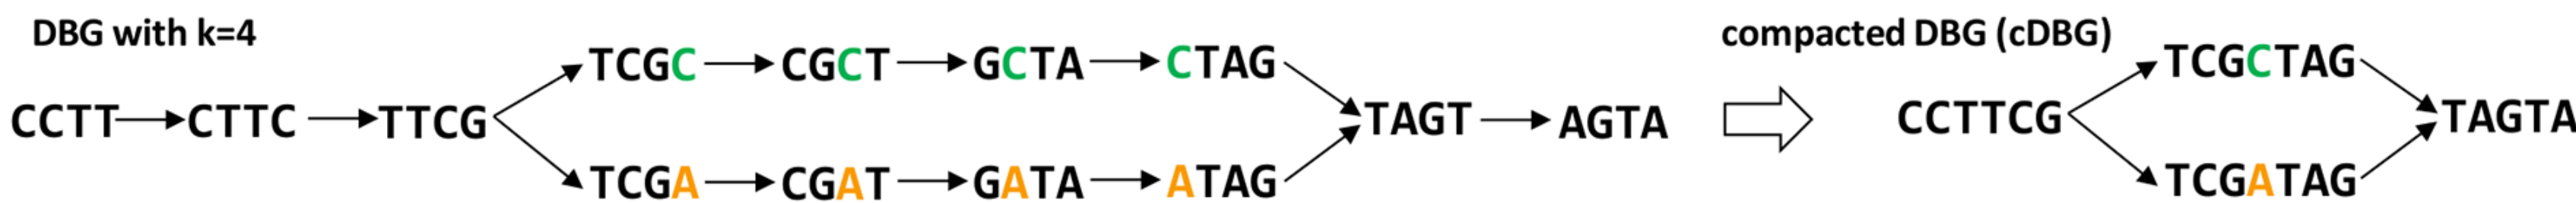 DBG with k=4
compacted DBG (cDBG)
TCGC CGCT GCTA CTAG
TCGCTAG
CCTT CTTC TTCG
TAGT AGTA
CCTTCG
TAGTA
TCGA CGAT GATA ATAG
TCGATAG